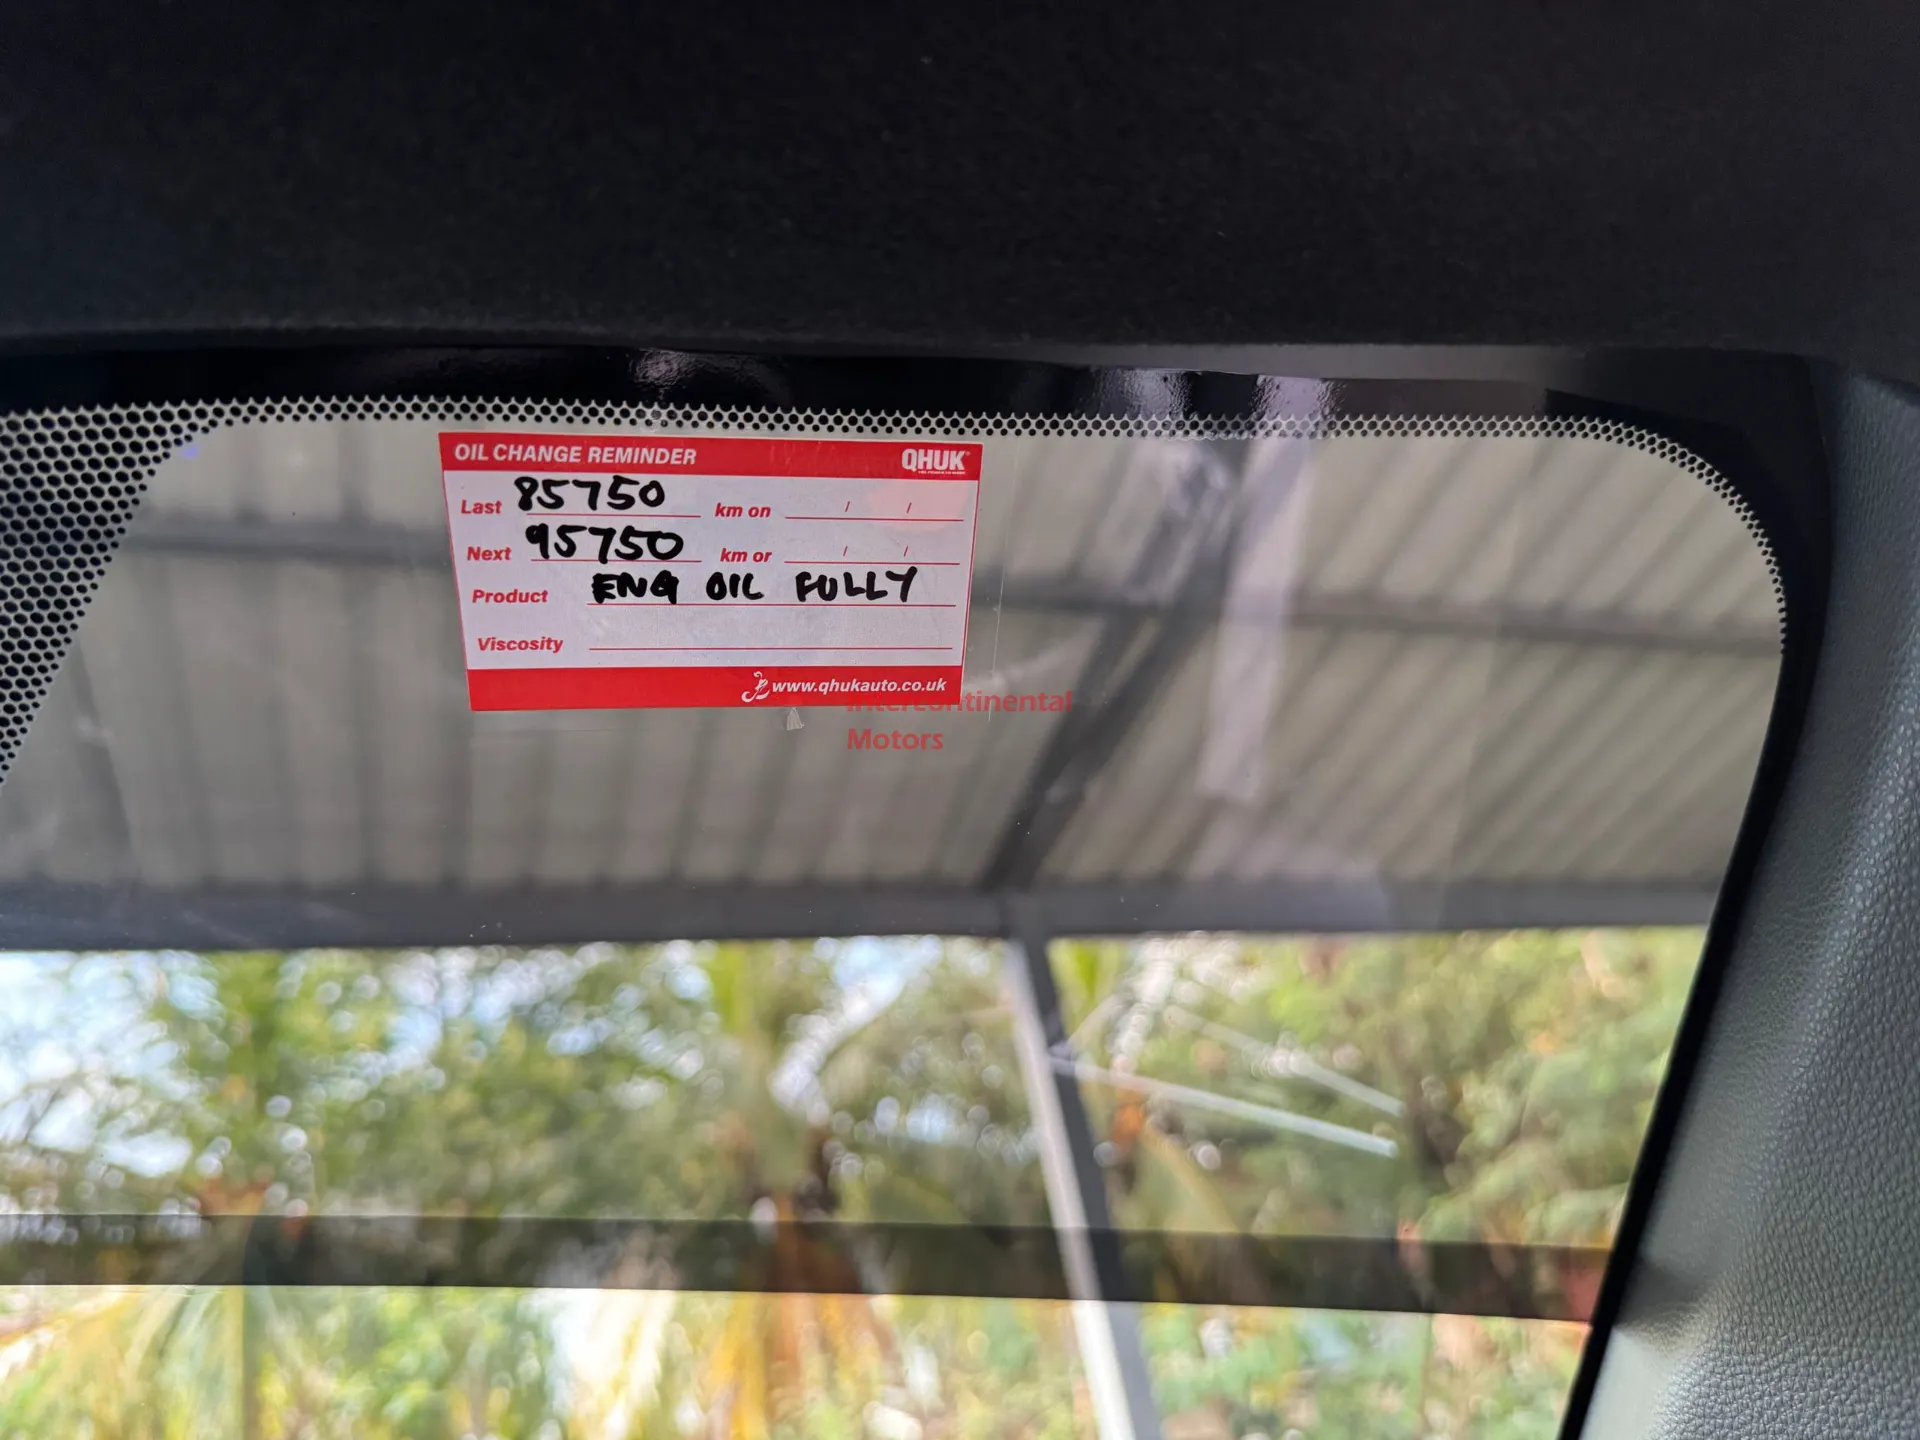 OIL CHANGE REMINDER QHUK
Last 85750 km on / /
Next 95750 km or / /
Product ENG OIL FULLY
Viscosity
www.qhukauto.co.uk
Intercontinental
Motors